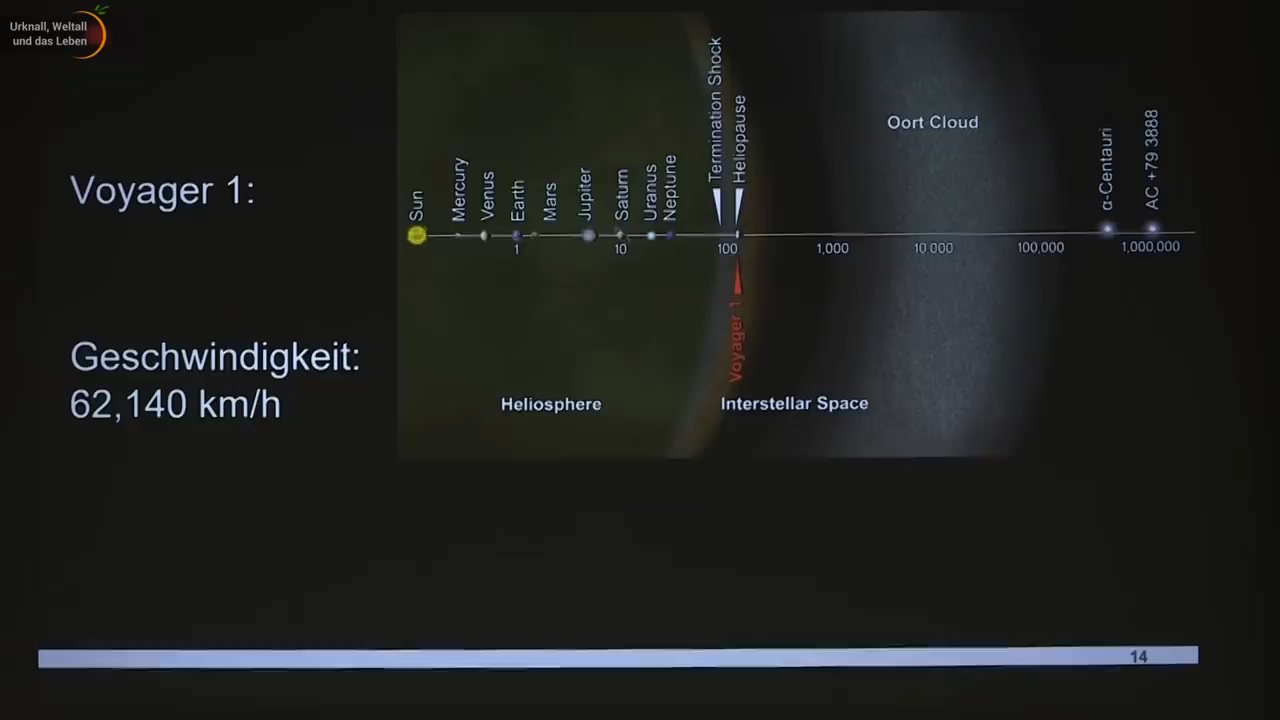 Urknall, Weltall
und das Leben
Voyager 1:
Geschwindigkeit:
62,140 km/h
Sun
Mercury
Venus
Earth
Mars
Jupiter
Saturn
Uranus
Neptune
Termination Shock
Heliopause
Oort Cloud
α-Centauri
AC +79 3888
1
10
100
1,000
10,000
100,000
1,000,000
Voyager 1
Heliosphere
Interstellar Space
14